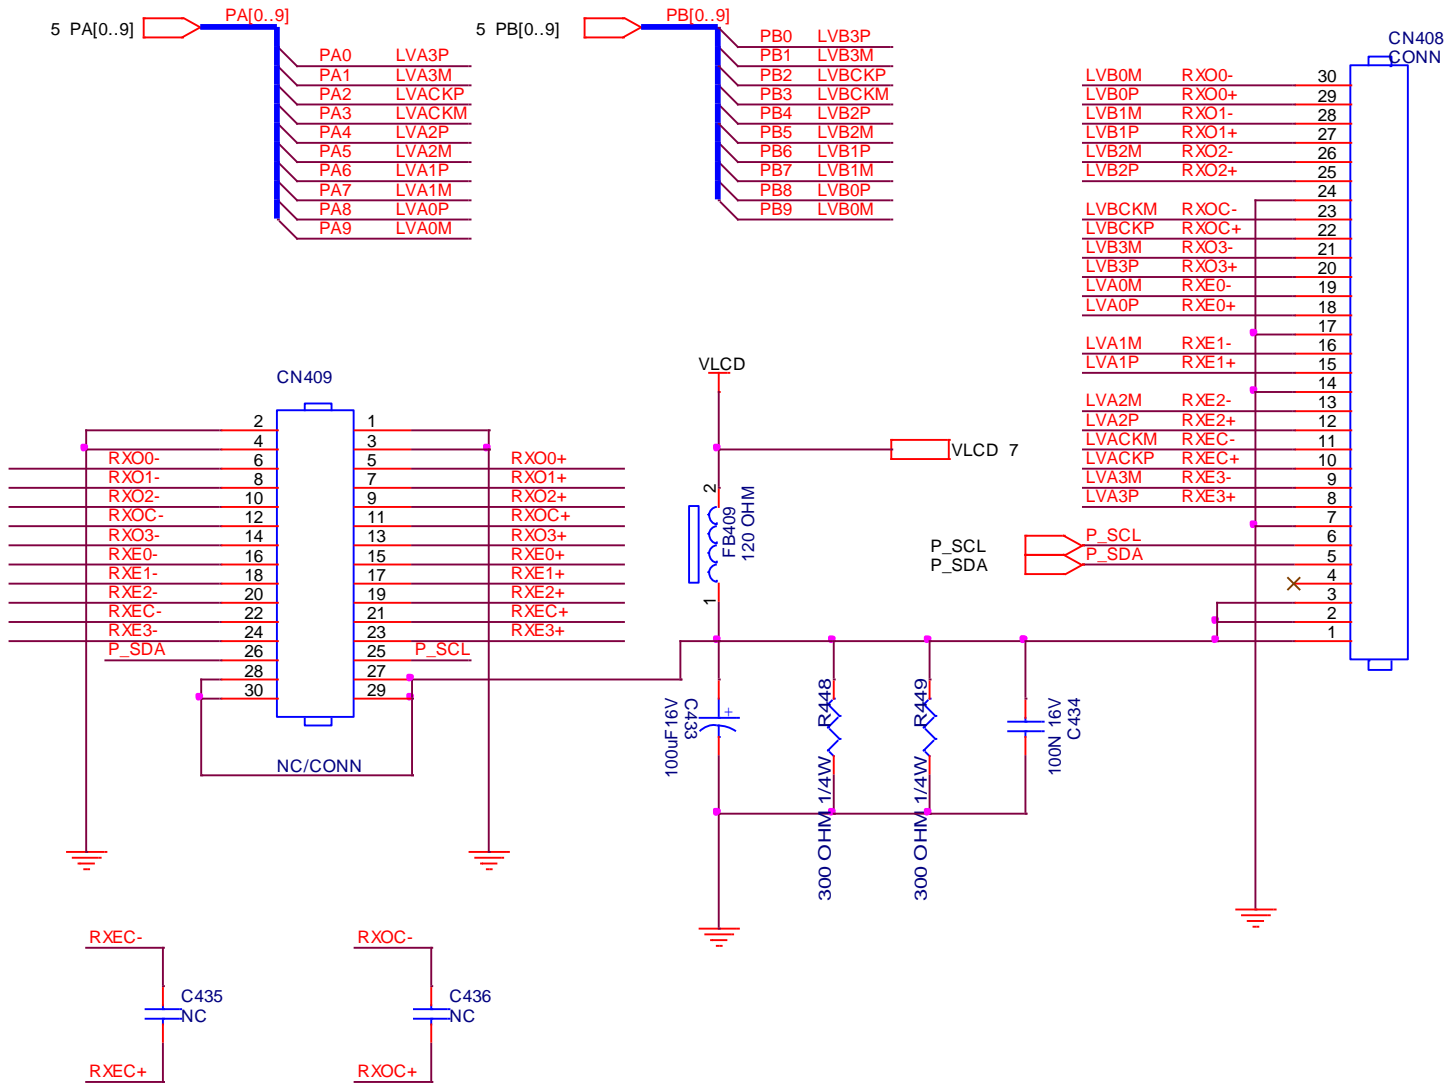 5 PA[0..9] PA[0..9]
PA0 LVA3P
PA1 LVA3M
PA2 LVACKP
PA3 LVACKM
PA4 LVA2P
PA5 LVA2M
PA6 LVA1P
PA7 LVA1M
PA8 LVA0P
PA9 LVA0M
5 PB[0..9] PB[0..9]
PB0 LVB3P
PB1 LVB3M
PB2 LVBCKP
PB3 LVBCKM
PB4 LVB2P
PB5 LVB2M
PB6 LVB1P
PB7 LVB1M
PB8 LVB0P
PB9 LVB0M
CN408
CONN
LVB0M RXO0- 30
LVB0P RXO0+ 29
LVB1M RXO1- 28
LVB1P RXO1+ 27
LVB2M RXO2- 26
LVB2P RXO2+ 25
24
LVBCKM RXOC- 23
LVBCKP RXOC+ 22
LVB3M RXO3- 21
LVB3P RXO3+ 20
LVA0M RXE0- 19
LVA0P RXE0+ 18
17
LVA1M RXE1- 16
LVA1P RXE1+ 15
14
LVA2M RXE2- 13
LVA2P RXE2+ 12
LVACKM RXEC- 11
LVACKP RXEC+ 10
LVA3M RXE3- 9
LVA3P RXE3+ 8
7
P_SCL P_SCL 6
P_SDA P_SDA 5
4
3
2
1
CN409
2 1
4 3
RXO0- 6 5 RXO0+
RXO1- 8 7 RXO1+
RXO2- 10 9 RXO2+
RXOC- 12 11 RXOC+
RXO3- 14 13 RXO3+
RXE0- 16 15 RXE0+
RXE1- 18 17 RXE1+
RXE2- 20 19 RXE2+
RXEC- 22 21 RXEC+
RXE3- 24 23 RXE3+
P_SDA 26 25 P_SCL
28 27
30 29
NC/CONN
VLCD
VLCD 7
2
FB409
120 OHM
1
C433
100uF16V
+
R448
300 OHM 1/4W
R449
300 OHM 1/4W
100N 16V
C434
RXEC-
C435
NC
RXEC+
RXOC-
C436
NC
RXOC+